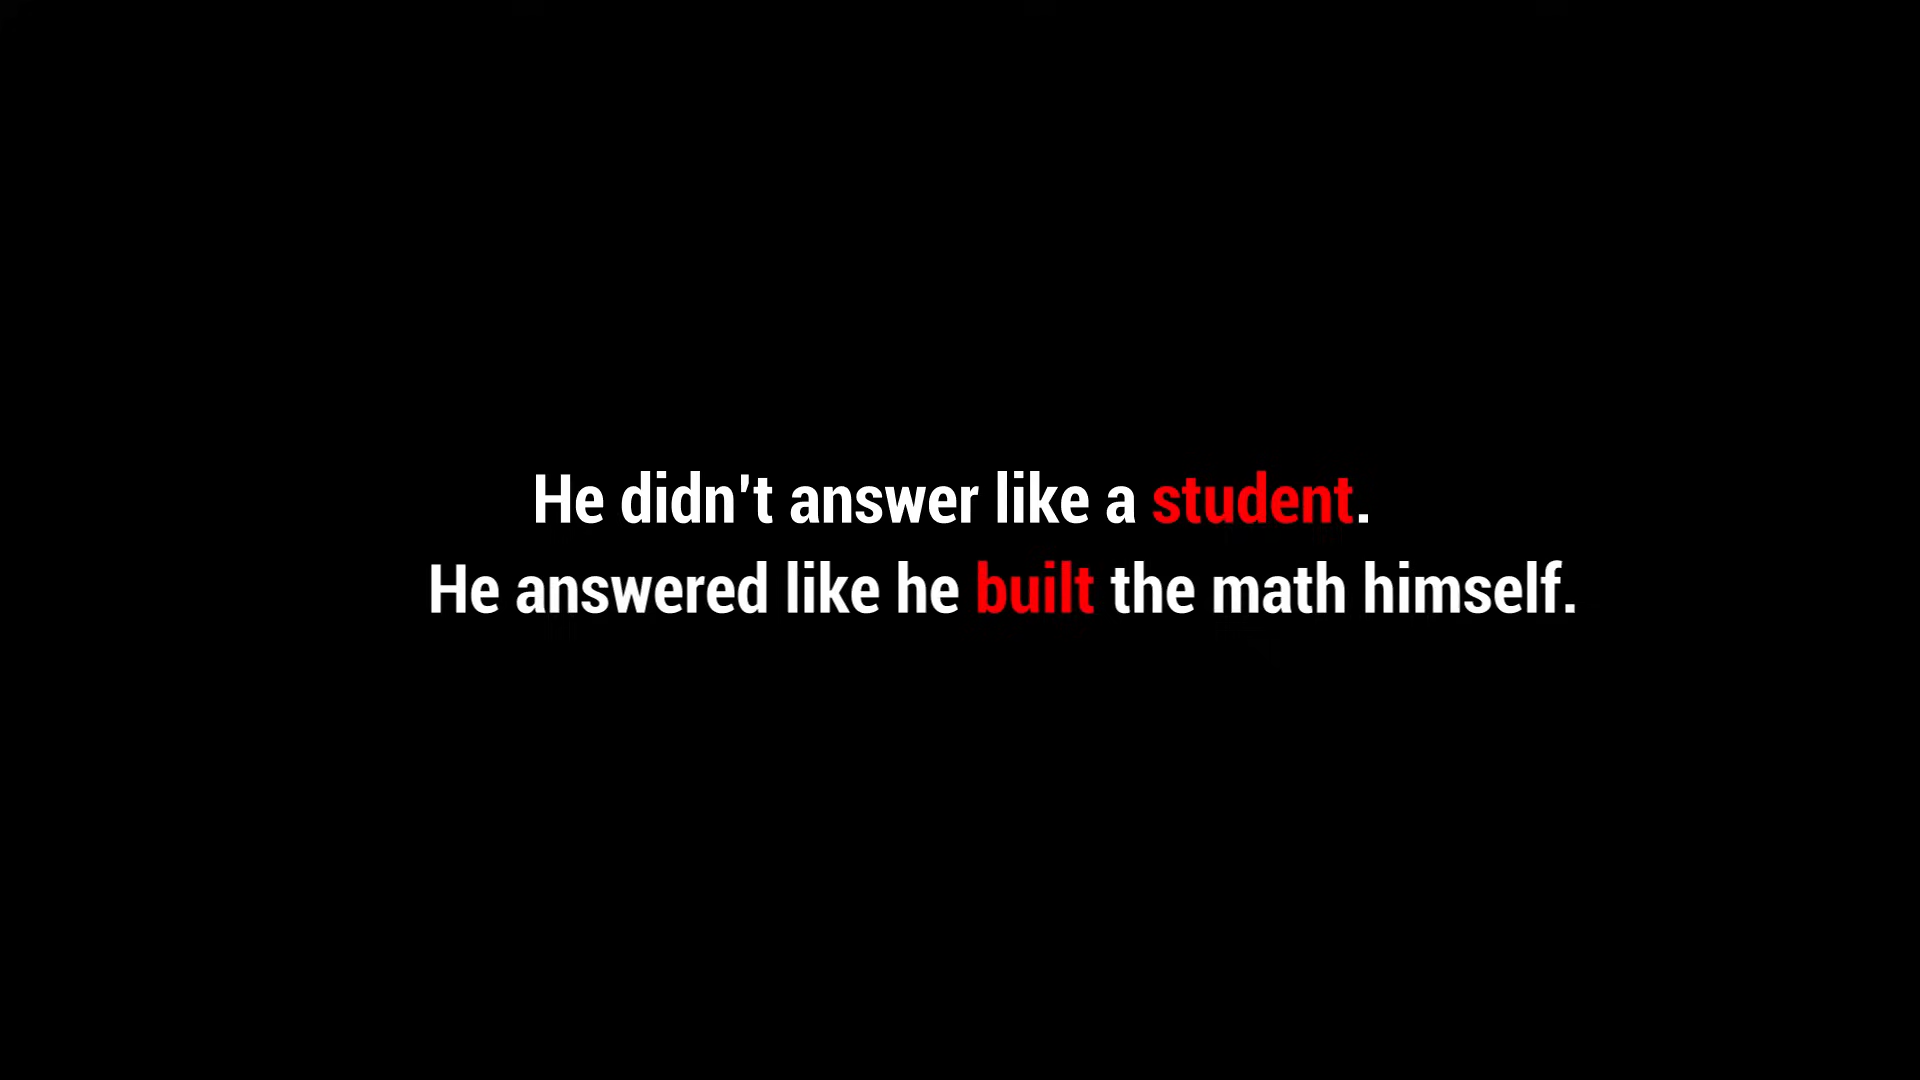 He didn't answer like a student.
He answered like he built the math himself.